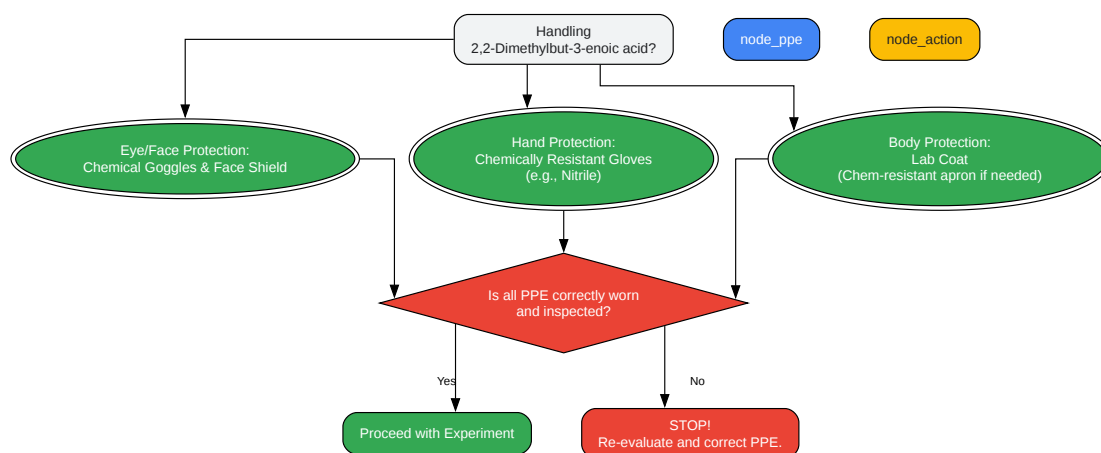 Handling
2,2-Dimethylbut-3-enoic acid?
node_ppe
node_action
Eye/Face Protection:
Chemical Goggles & Face Shield
Hand Protection:
Chemically Resistant Gloves
(e.g., Nitrile)
Body Protection:
Lab Coat
(Chem-resistant apron if needed)
Is all PPE correctly worn
and inspected?
Yes
No
Proceed with Experiment
STOP!
Re-evaluate and correct PPE.